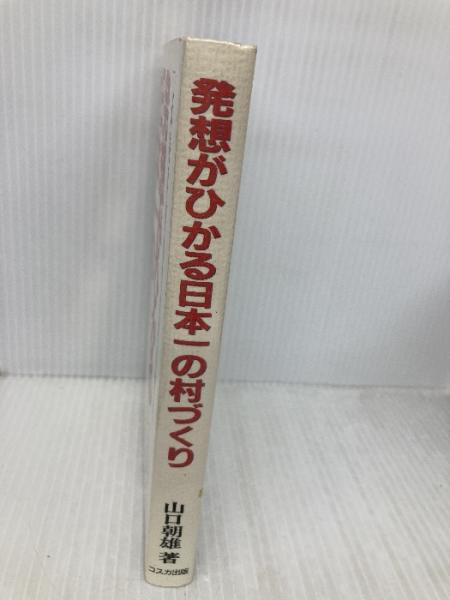 発想がひかる日本一の村づくり
山口朝雄 著
コスカ出版